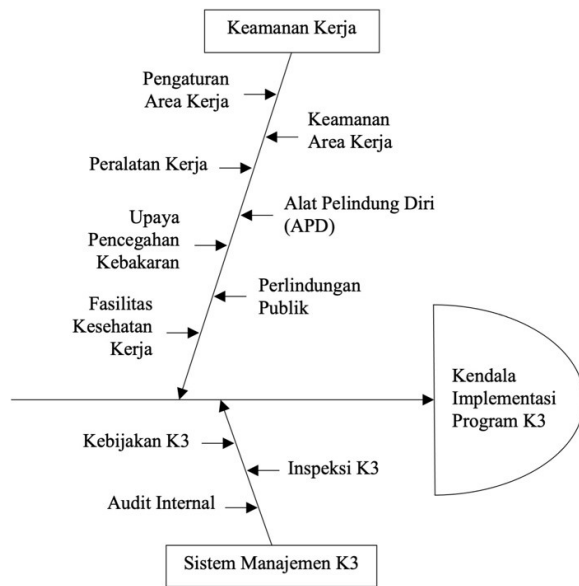 Keamanan Kerja
Pengaturan
Area Kerja
Keamanan
Area Kerja
Peralatan Kerja
Alat Pelindung Diri
(APD)
Upaya
Pencegahan
Kebakaran
Perlindungan
Publik
Fasilitas
Kesehatan
Kerja
Kendala
Implementasi
Program K3
Kebijakan K3
Inspeksi K3
Audit Internal
Sistem Manajemen K3